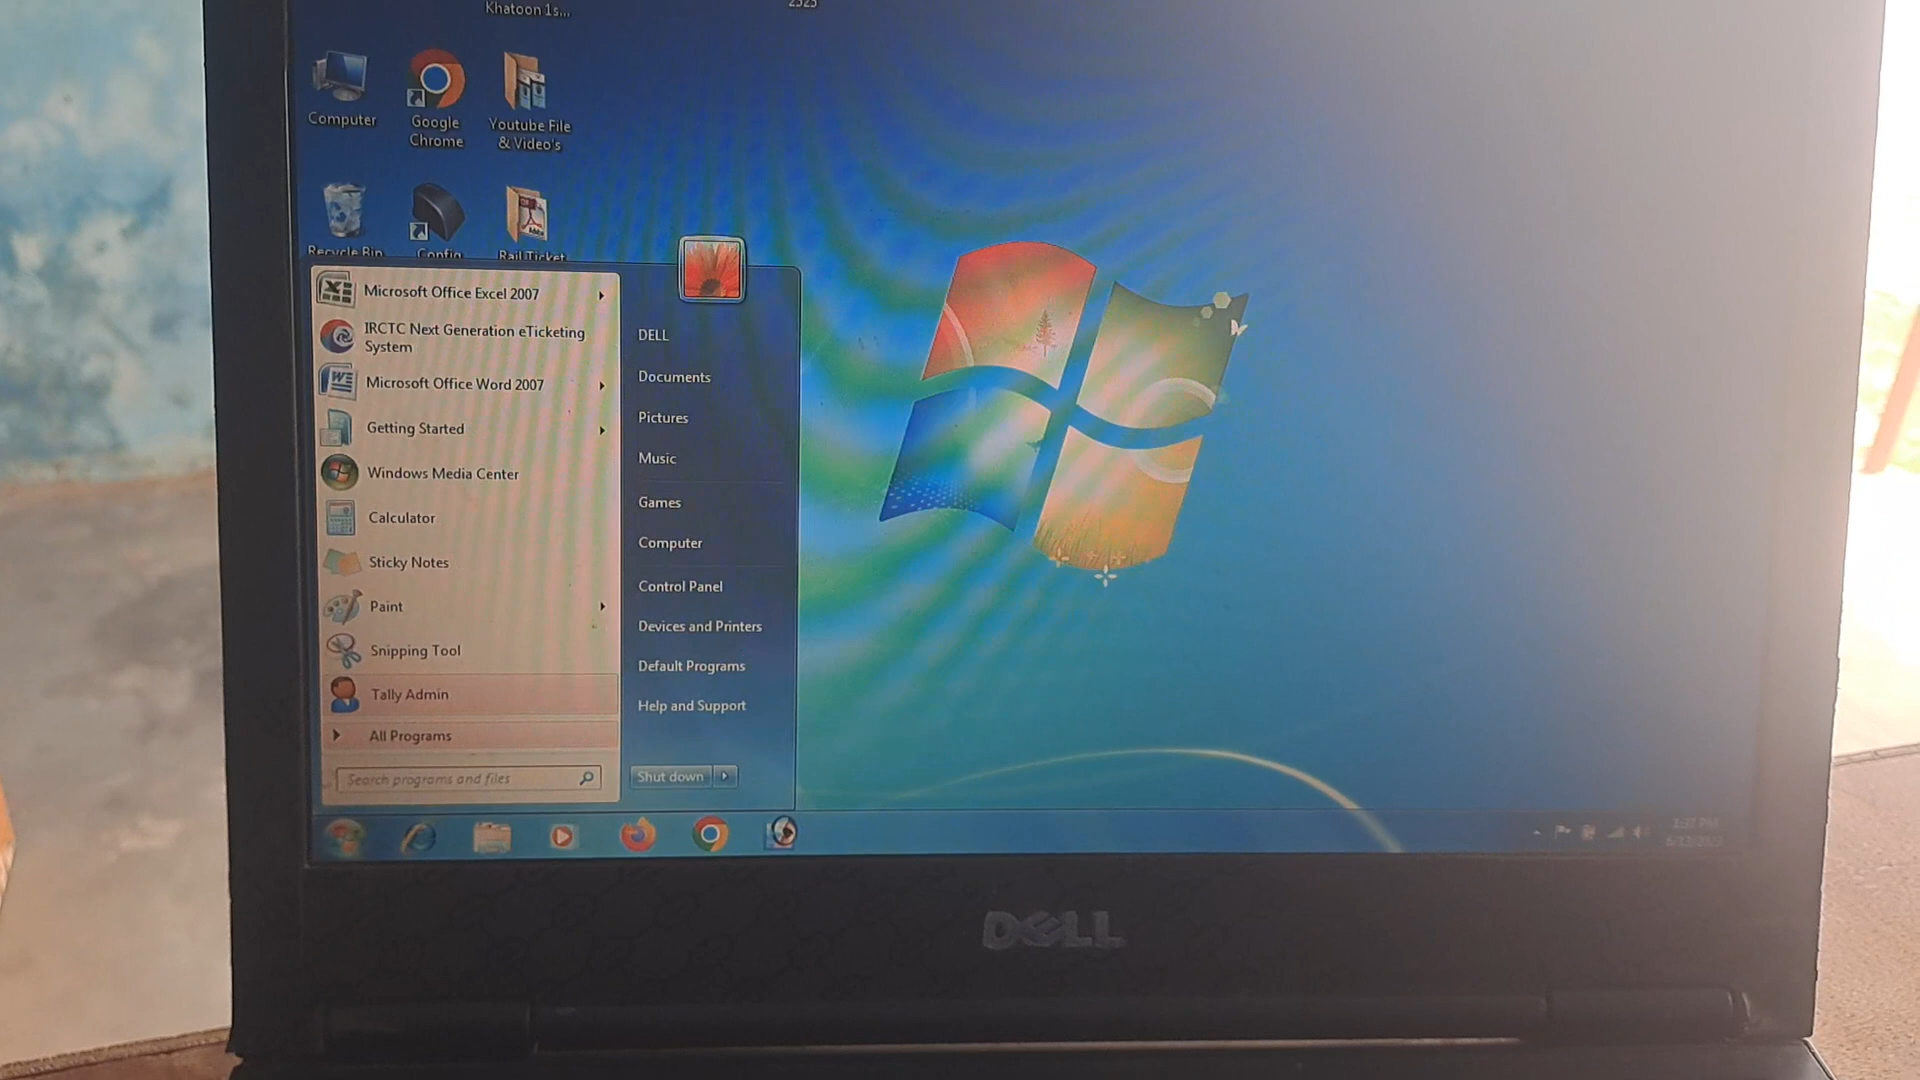 Khatoon 1s...
2323
Computer
Google
Chrome
Youtube File
& Video's
Recycle Bin
Config
Rail Ticket
Microsoft Office Excel 2007
IRCTC Next Generation eTicketing
System
Microsoft Office Word 2007
Getting Started
Windows Media Center
Calculator
Sticky Notes
Paint
Snipping Tool
Tally Admin
All Programs
Search programs and files
DELL
Documents
Pictures
Music
Games
Computer
Control Panel
Devices and Printers
Default Programs
Help and Support
Shut down
DELL